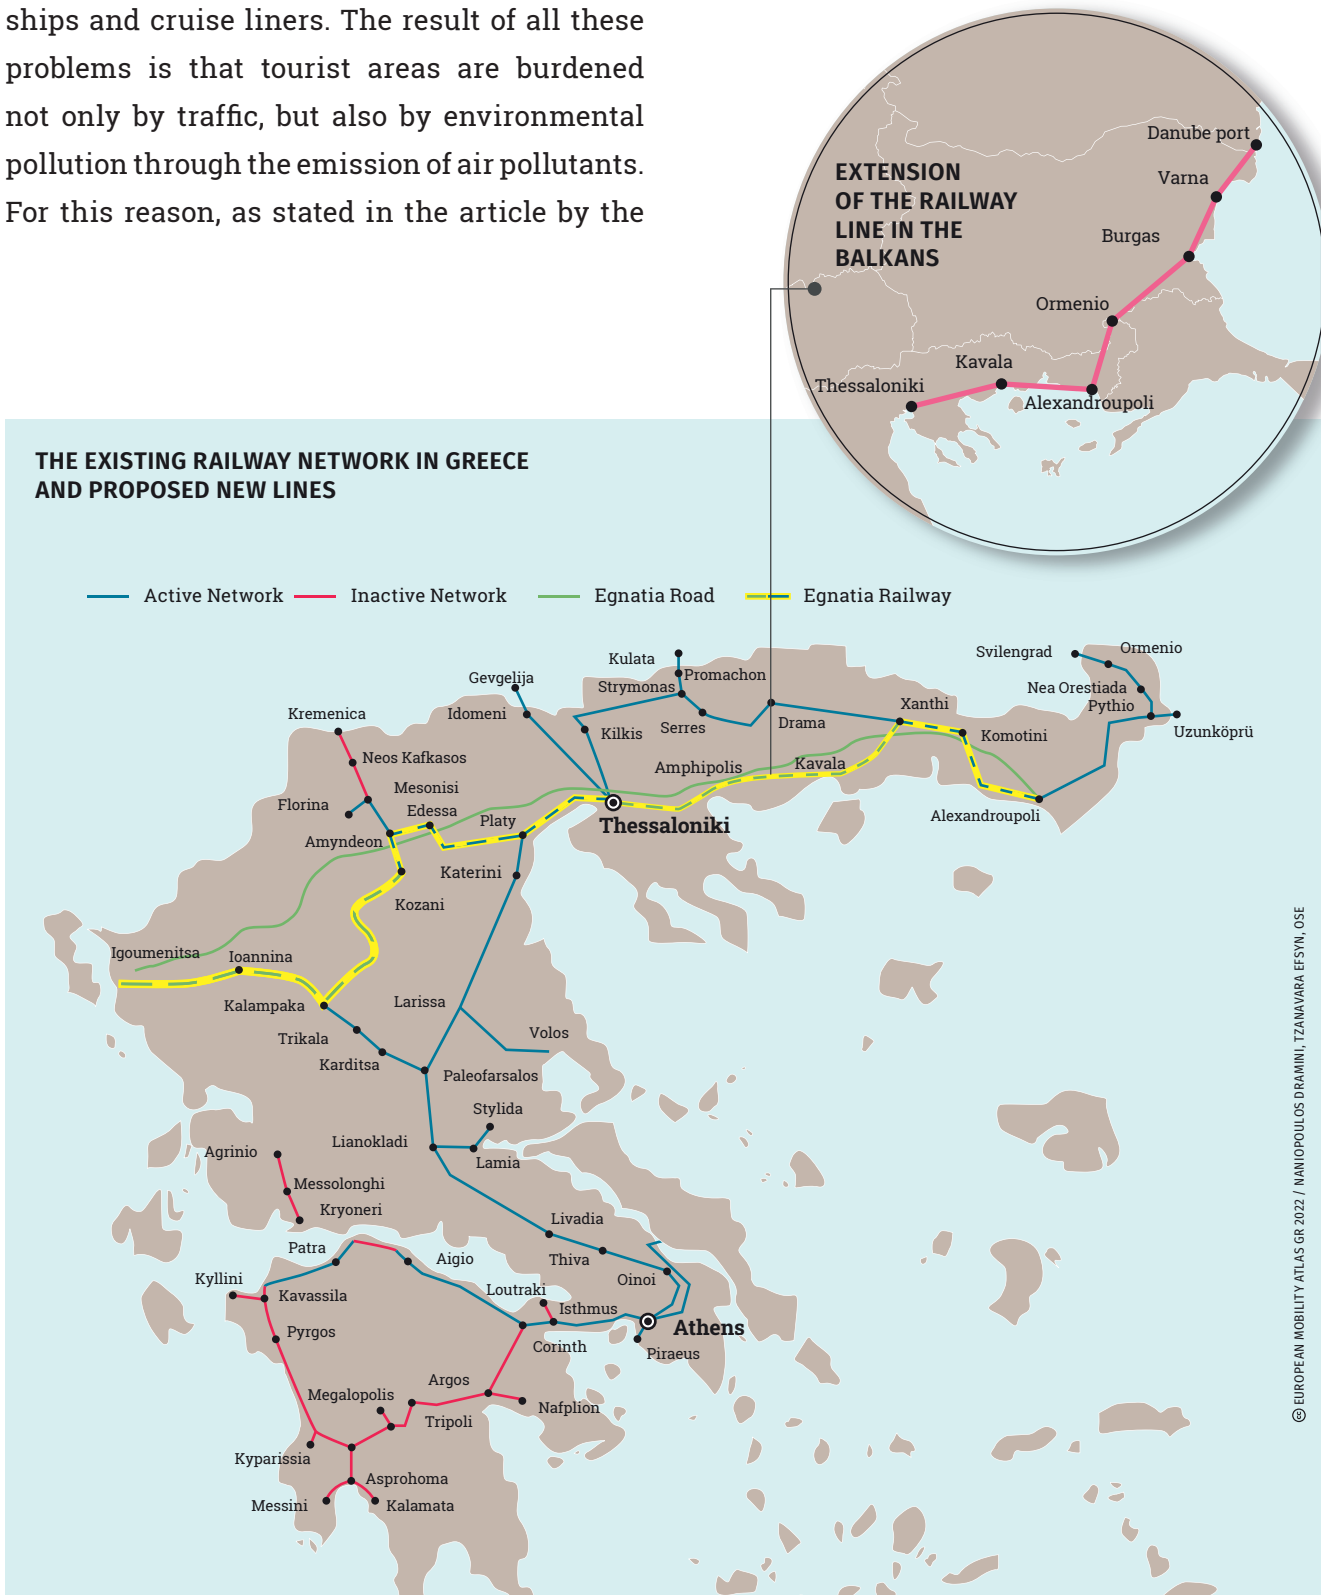 ships and cruise liners. The result of all these
problems is that tourist areas are burdened
not only by traffic, but also by environmental
pollution through the emission of air pollutants.
For this reason, as stated in the article by the
EXTENSION
OF THE RAILWAY
LINE IN THE
BALKANS
Danube port
Varna
Burgas
Ormenio
Kavala
Thessaloniki
Alexandroupoli
THE EXISTING RAILWAY NETWORK IN GREECE
AND PROPOSED NEW LINES
Active Network
Inactive Network
Egnatia Road
Egnatia Railway
Kulata
Promachon
Svilengrad
Ormenio
Gevgelija
Strymonas
Nea Orestiada
Kremenica
Idomeni
Kilkis
Serres
Drama
Xanthi
Pythio
Uzunköprü
Komotini
Neos Kafkasos
Amphipolis
Kavala
Mesonisi
Florina
Edessa
Platy
Thessaloniki
Alexandroupoli
Amyndeon
Katerini
Kozani
Igoumenitsa
Ioannina
Kalampaka
Larissa
Trikala
Volos
Karditsa
Paleofarsalos
Stylida
Lianokladi
Lamia
Agrinio
Messolonghi
Kryoneri
Livadia
Patra
Aigio
Thiva
Oinoi
Kyllini
Kavassila
Loutraki
Isthmus
Athens
Pyrgos
Corinth
Piraeus
Argos
Megalopolis
Nafplion
Tripoli
Kyparissia
Asprohoma
Messini
Kalamata
🄯 EUROPEAN MOBILITY ATLAS GR 2022 / NANIOPOULOS DRAMINI, TZANAVARA EFSYN, OSE